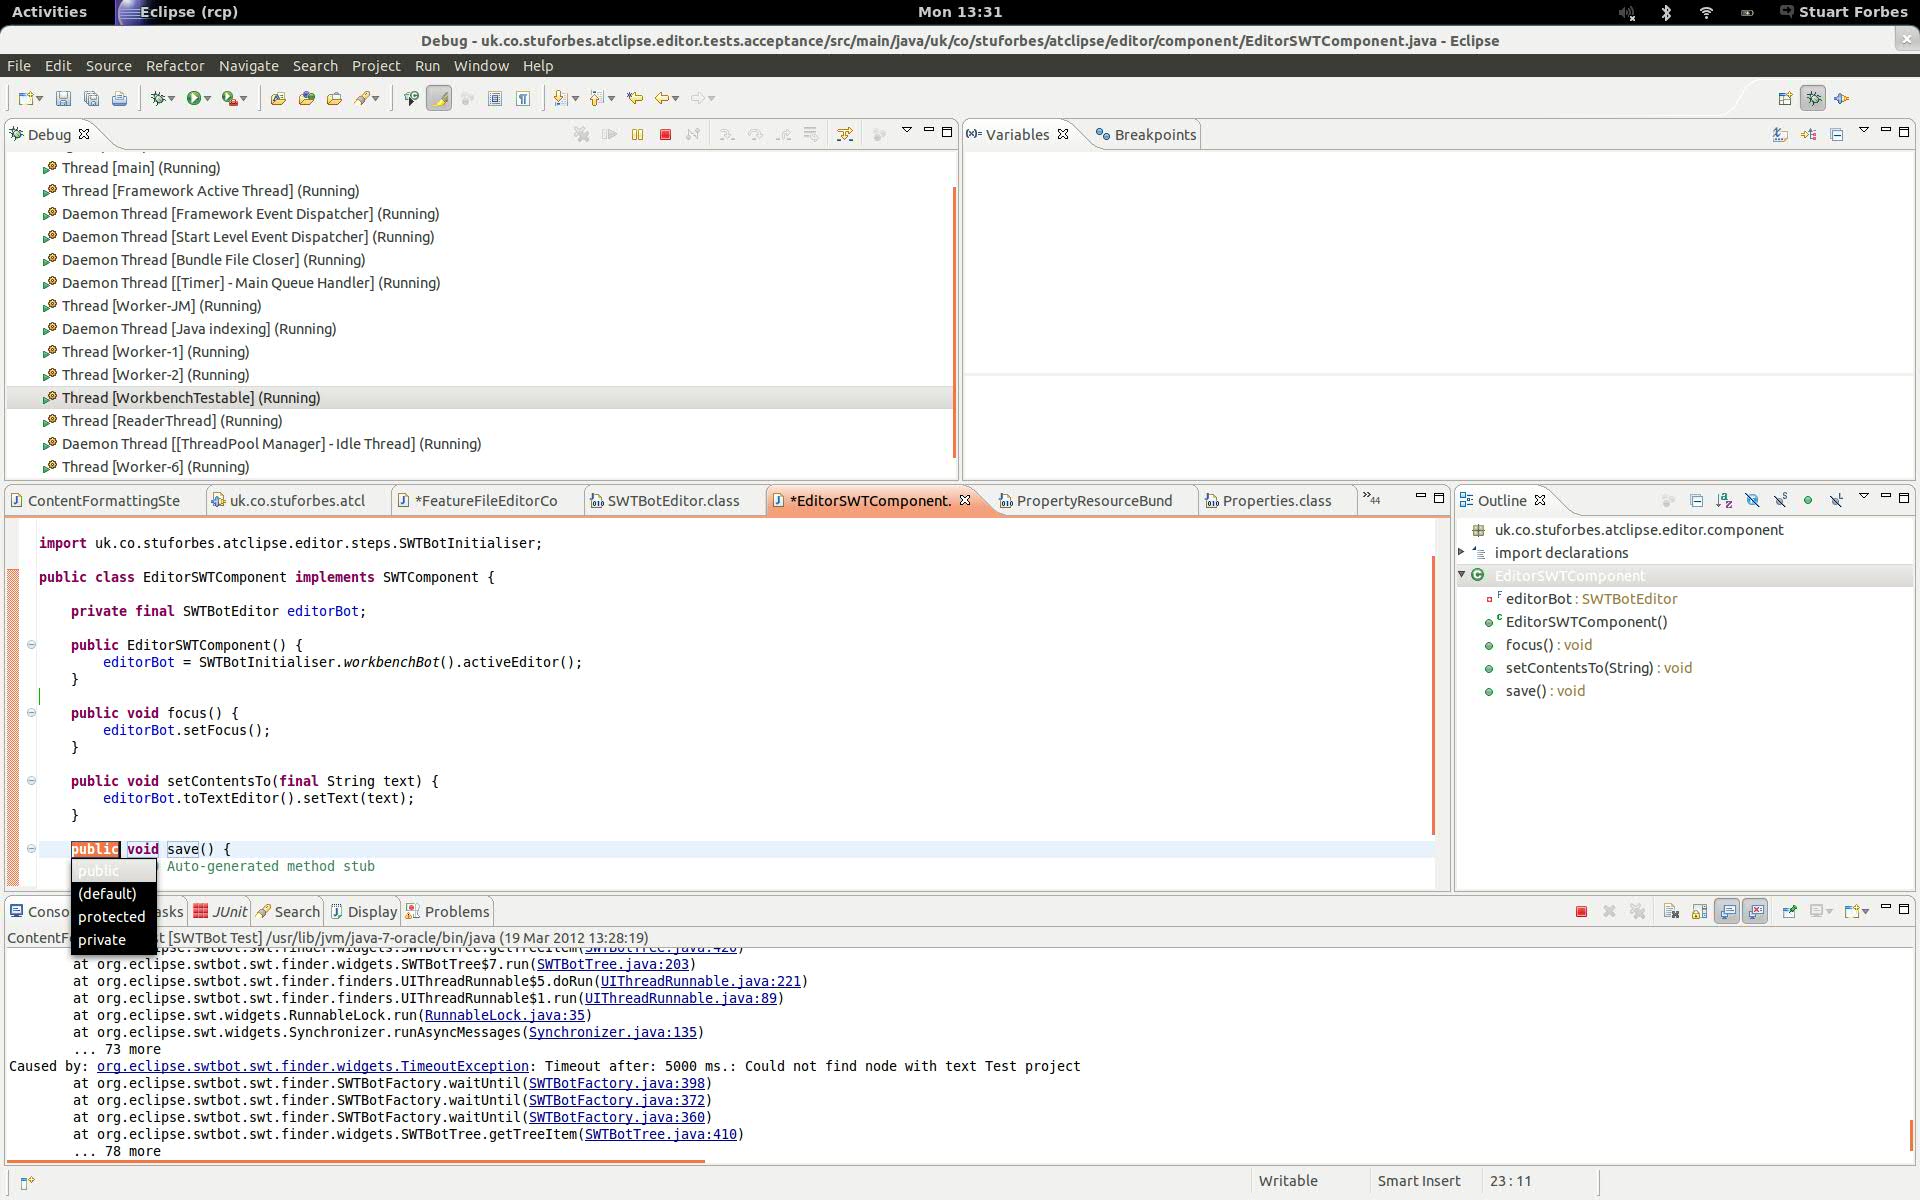 Activities Eclipse (rcp) Mon 13:31 Stuart Forbes
Debug - uk.co.stuforbes.atclipse.editor.tests.acceptance/src/main/java/uk/co/stuforbes/atclipse/editor/component/EditorSWTComponent.java - Eclipse
File Edit Source Refactor Navigate Search Project Run Window Help
Debug
Thread [main] (Running)
Thread [Framework Active Thread] (Running)
Daemon Thread [Framework Event Dispatcher] (Running)
Daemon Thread [Start Level Event Dispatcher] (Running)
Daemon Thread [Bundle File Closer] (Running)
Daemon Thread [[Timer] - Main Queue Handler] (Running)
Thread [Worker-JM] (Running)
Daemon Thread [Java indexing] (Running)
Thread [Worker-1] (Running)
Thread [Worker-2] (Running)
Thread [WorkbenchTestable] (Running)
Thread [ReaderThread] (Running)
Daemon Thread [[ThreadPool Manager] - Idle Thread] (Running)
Thread [Worker-6] (Running)
(x)= Variables Breakpoints
ContentFormattingSte uk.co.stuforbes.atcl *FeatureFileEditorCo SWTBotEditor.class *EditorSWTComponent. PropertyResourceBund Properties.class »44
import uk.co.stuforbes.atclipse.editor.steps.SWTBotInitialiser;
public class EditorSWTComponent implements SWTComponent {
private final SWTBotEditor editorBot;
public EditorSWTComponent() {
editorBot = SWTBotInitialiser.workbenchBot().activeEditor();
}
public void focus() {
editorBot.setFocus();
}
public void setContentsTo(final String text) {
editorBot.toTextEditor().setText(text);
}
public void save() {
Auto-generated method stub
public
(default)
protected
private
Outline
uk.co.stuforbes.atclipse.editor.component
import declarations
EditorSWTComponent
editorBot : SWTBotEditor
EditorSWTComponent()
focus() : void
setContentsTo(String) : void
save() : void
Conso asks JUnit Search Display Problems
ContentF t [SWTBot Test] /usr/lib/jvm/java-7-oracle/bin/java (19 Mar 2012 13:28:19)
at org.eclipse.swtbot.swt.finder.widgets.SWTBotTree$7.run(SWTBotTree.java:203)
at org.eclipse.swtbot.swt.finder.finders.UIThreadRunnable$5.doRun(UIThreadRunnable.java:221)
at org.eclipse.swtbot.swt.finder.finders.UIThreadRunnable$1.run(UIThreadRunnable.java:89)
at org.eclipse.swt.widgets.RunnableLock.run(RunnableLock.java:35)
at org.eclipse.swt.widgets.Synchronizer.runAsyncMessages(Synchronizer.java:135)
... 73 more
Caused by: org.eclipse.swtbot.swt.finder.widgets.TimeoutException: Timeout after: 5000 ms.: Could not find node with text Test project
at org.eclipse.swtbot.swt.finder.SWTBotFactory.waitUntil(SWTBotFactory.java:398)
at org.eclipse.swtbot.swt.finder.SWTBotFactory.waitUntil(SWTBotFactory.java:372)
at org.eclipse.swtbot.swt.finder.SWTBotFactory.waitUntil(SWTBotFactory.java:360)
at org.eclipse.swtbot.swt.finder.widgets.SWTBotTree.getTreeItem(SWTBotTree.java:410)
... 78 more
Writable Smart Insert 23 : 11